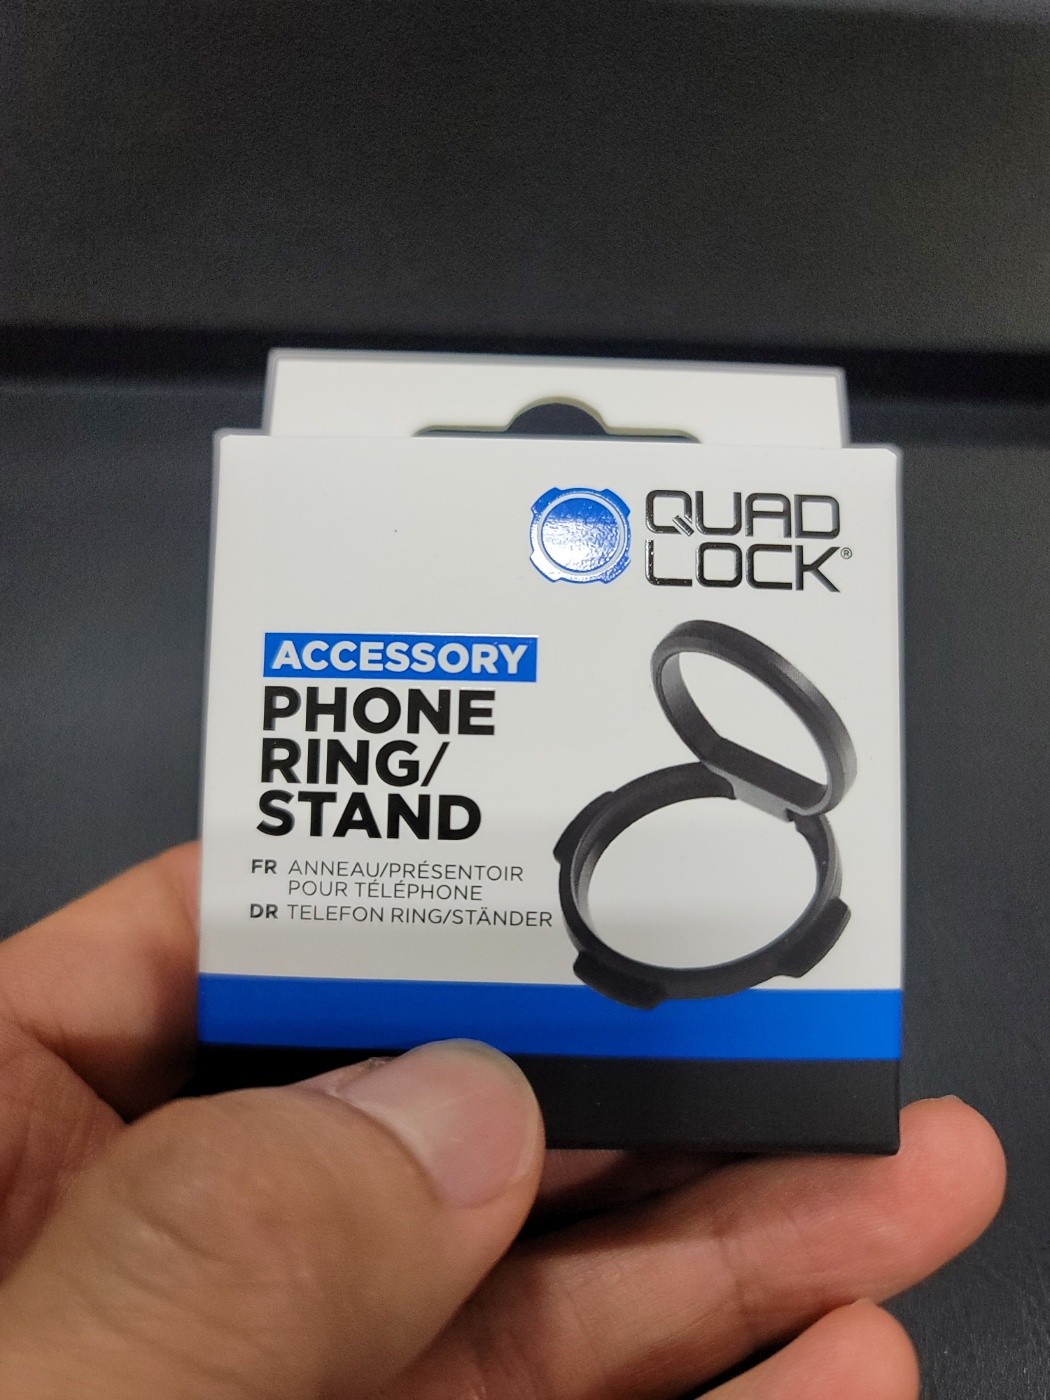 QUAD
LOCK®
ACCESSORY
PHONE
RING/
STAND
FR ANNEAU/PRÉSENTOIR
POUR TÉLÉPHONE
DR TELEFON RING/STÄNDER